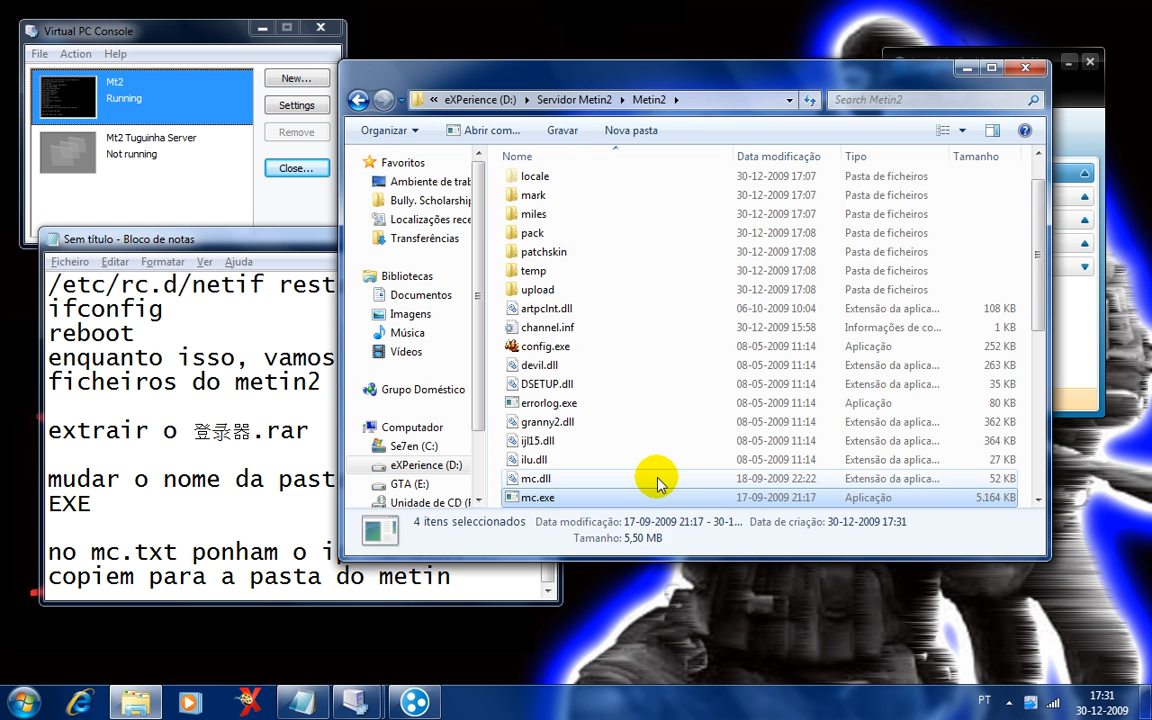 Virtual PC Console
File Action Help
Mt2
Running
Mt2 Tuguinha Server
Not running
New...
Settings
Remove
Close...
Sem título - Bloco de notas
Ficheiro Editar Formatar Ver Ajuda
/etc/rc.d/netif rest
ifconfig
reboot
enquanto isso, vamos
ficheiros do metin2
extrair o 登录器.rar
mudar o nome da past
EXE
no mc.txt ponham o i
copiem para a pasta do metin
« eXPerience (D:) Servidor Metin2 Metin2
Search Metin2
Organizar Abrir com... Gravar Nova pasta
Favoritos
Ambiente de tral
Bully. Scholarship
Localizações rece
Transferências
Bibliotecas
Documentos
Imagens
Música
Vídeos
Grupo Doméstico
Computador
Se7en (C:)
eXPerience (D:)
GTA (E:)
Unidade de CD (F
Nome Data modificação Tipo Tamanho
locale 30-12-2009 17:07 Pasta de ficheiros
mark 30-12-2009 17:07 Pasta de ficheiros
miles 30-12-2009 17:07 Pasta de ficheiros
pack 30-12-2009 17:08 Pasta de ficheiros
patchskin 30-12-2009 17:08 Pasta de ficheiros
temp 30-12-2009 17:08 Pasta de ficheiros
upload 30-12-2009 17:08 Pasta de ficheiros
artpclnt.dll 06-10-2009 10:04 Extensão da aplica... 108 KB
channel.inf 30-12-2009 15:58 Informações de co... 1 KB
config.exe 08-05-2009 11:14 Aplicação 252 KB
devil.dll 08-05-2009 11:14 Extensão da aplica... 263 KB
DSETUP.dll 08-05-2009 11:14 Extensão da aplica... 35 KB
errorlog.exe 08-05-2009 11:14 Aplicação 80 KB
granny2.dll 08-05-2009 11:14 Extensão da aplica... 422 KB
ijl15.dll 08-05-2009 11:14 Extensão da aplica... 364 KB
ilu.dll 08-05-2009 11:14 Extensão da aplica... 27 KB
mc.dll 18-09-2009 22:22 Extensão da aplica... 52 KB
mc.exe 17-09-2009 21:17 Aplicação 5.164 KB
4 itens seleccionados Data modificação: 17-09-2009 21:17 - 30-1... Data de criação: 30-12-2009 17:31
Tamanho: 5,50 MB
PT
17:31
30-12-2009